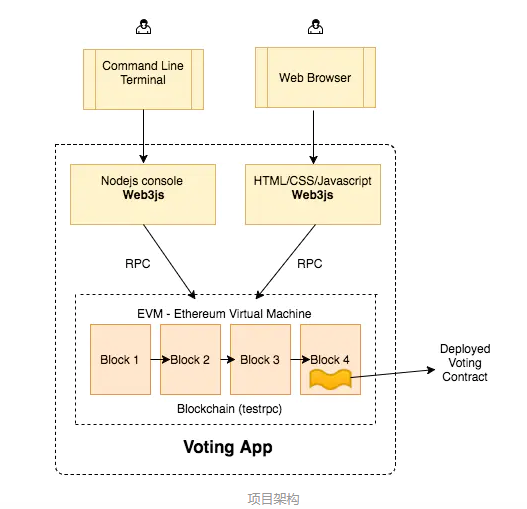 Command Line
Terminal
Web Browser
Nodejs console
Web3js
HTML/CSS/Javascript
Web3js
RPC
RPC
EVM - Ethereum Virtual Machine
Block 1
Block 2
Block 3
Block 4
Deployed
Voting
Contract
Blockchain (testrpc)
Voting App
项目架构